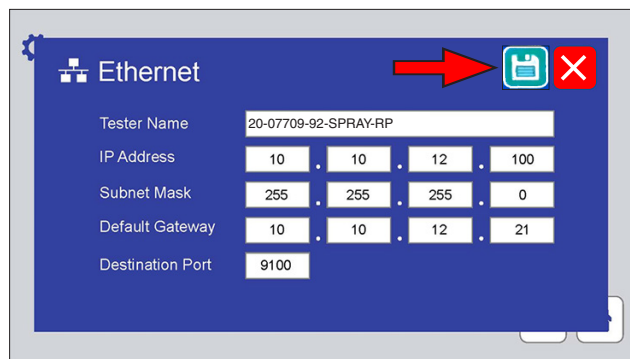 Ethernet
Tester Name 20-07709-92-SPRAY-RP
IP Address 10 . 10 . 12 . 100
Subnet Mask 255 . 255 . 255 . 0
Default Gateway 10 . 10 . 12 . 21
Destination Port 9100